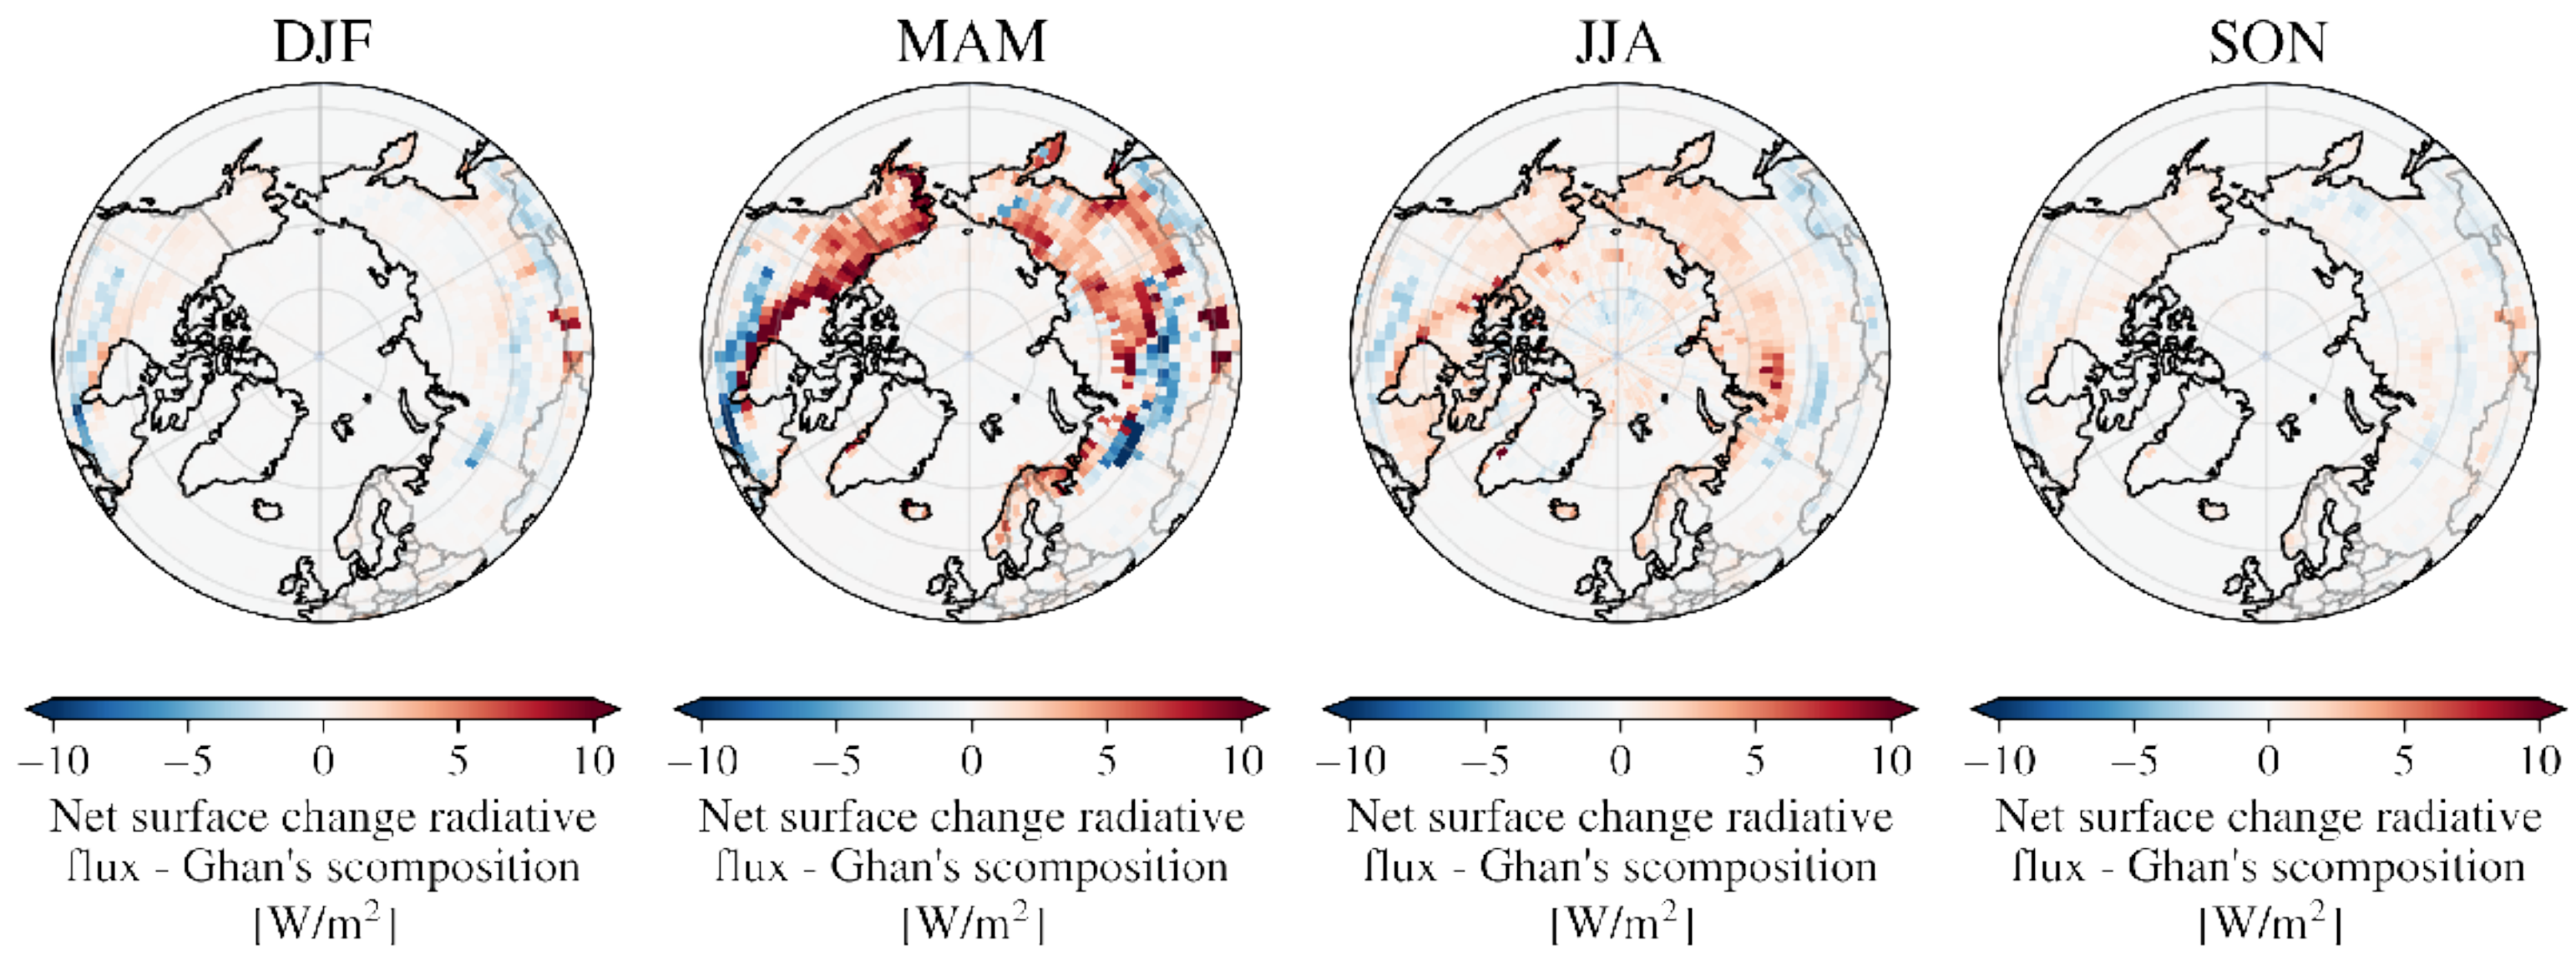 DJF MAM JJA SON
−10 −5 0 5 10 −10 −5 0 5 10 −10 −5 0 5 10 −10 −5 0 5 10
Net surface change radiative Net surface change radiative Net surface change radiative Net surface change radiative
flux - Ghan's scomposition flux - Ghan's scomposition flux - Ghan's scomposition flux - Ghan's scomposition
[W/m²] [W/m²] [W/m²] [W/m²]